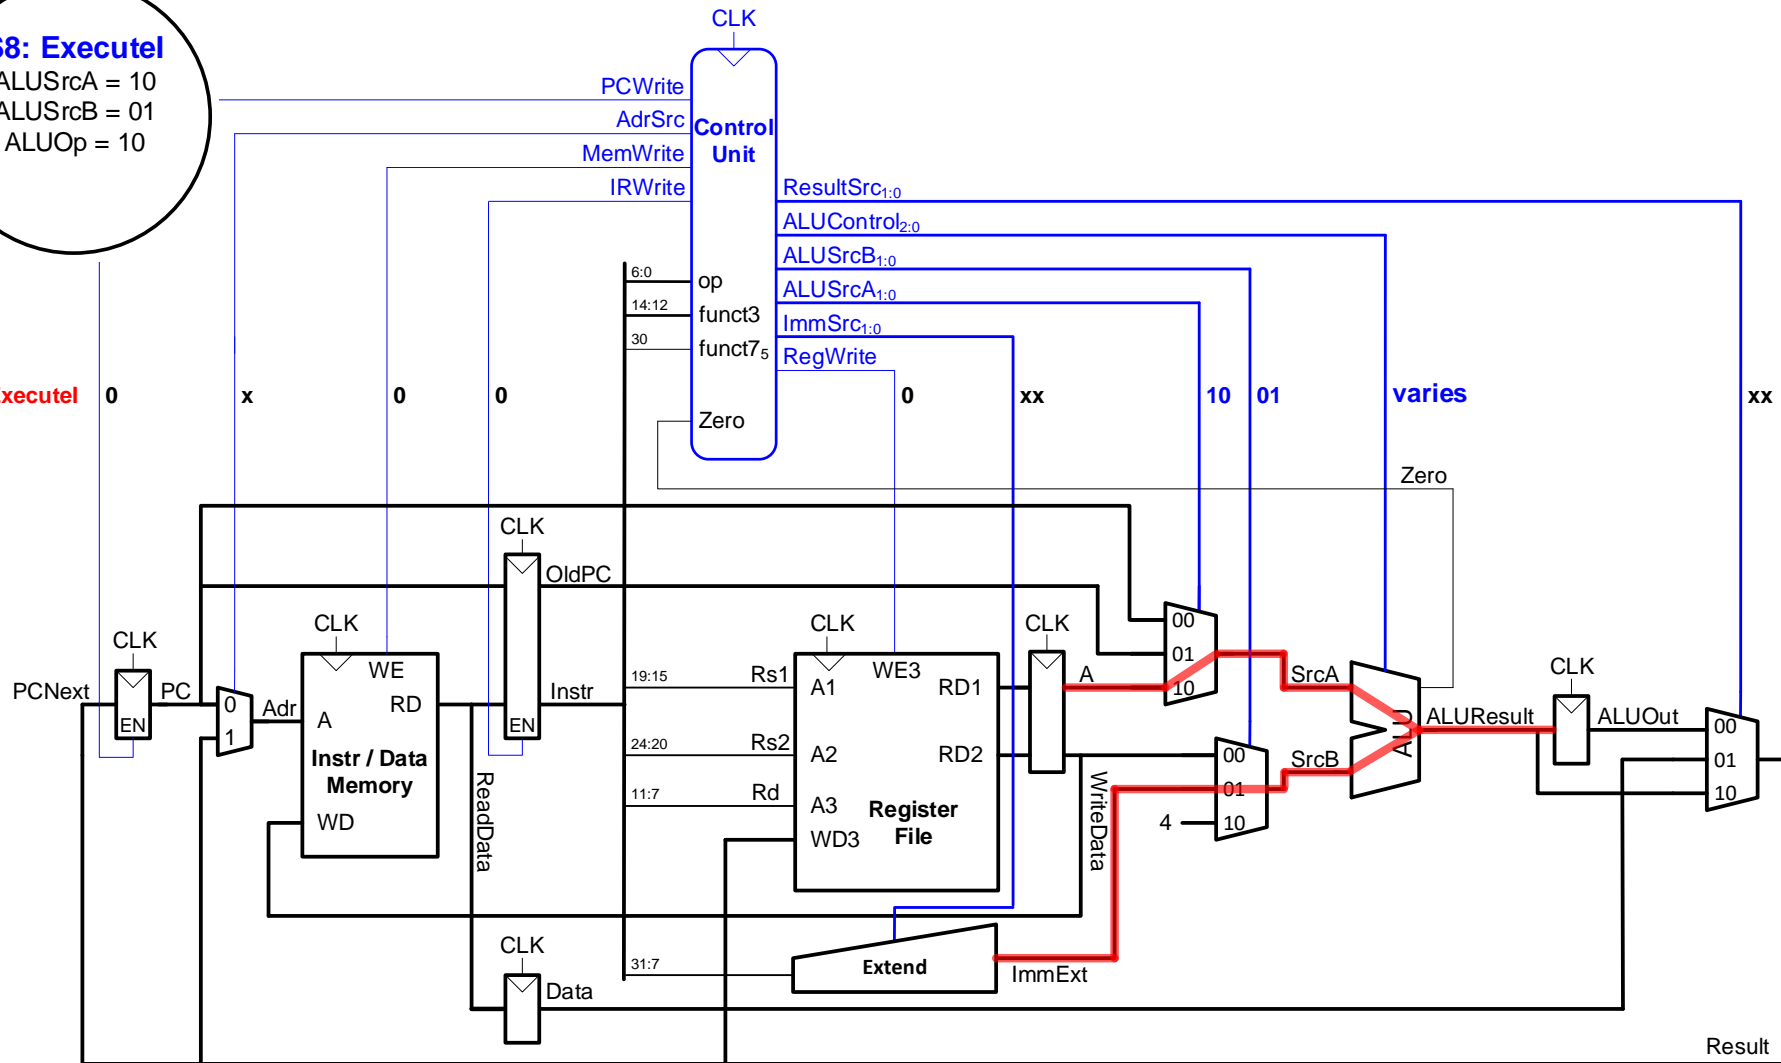 CLK
S8: ExecuteI
ALUSrcA = 10
ALUSrcB = 01
ALUOp = 10
PCWrite
AdrSrc
MemWrite
IRWrite
Control
Unit
ResultSrc1:0
ALUControl2:0
ALUSrcB1:0
ALUSrcA1:0
ImmSrc1:0
RegWrite
6:0
op
14:12
funct3
30
funct75
Zero
ExecuteI 0 x 0 0 0 xx 10 01 varies xx
Zero
CLK
OldPC
CLK
CLK
CLK
CLK
CLK
PCNext
EN
PC
0
1
Adr
WE
A
RD
Instr / Data
Memory
WD
EN
Instr
ReadData
19:15
Rs1
24:20
Rs2
11:7
Rd
A1
A2
A3
WD3
WE3
RD1
RD2
Register
File
A
WriteData
00
01
10
00
01
10
4
SrcA
SrcB
ALU
ALUResult
ALUOut
00
01
10
CLK
Data
31:7
Extend
ImmExt
Result